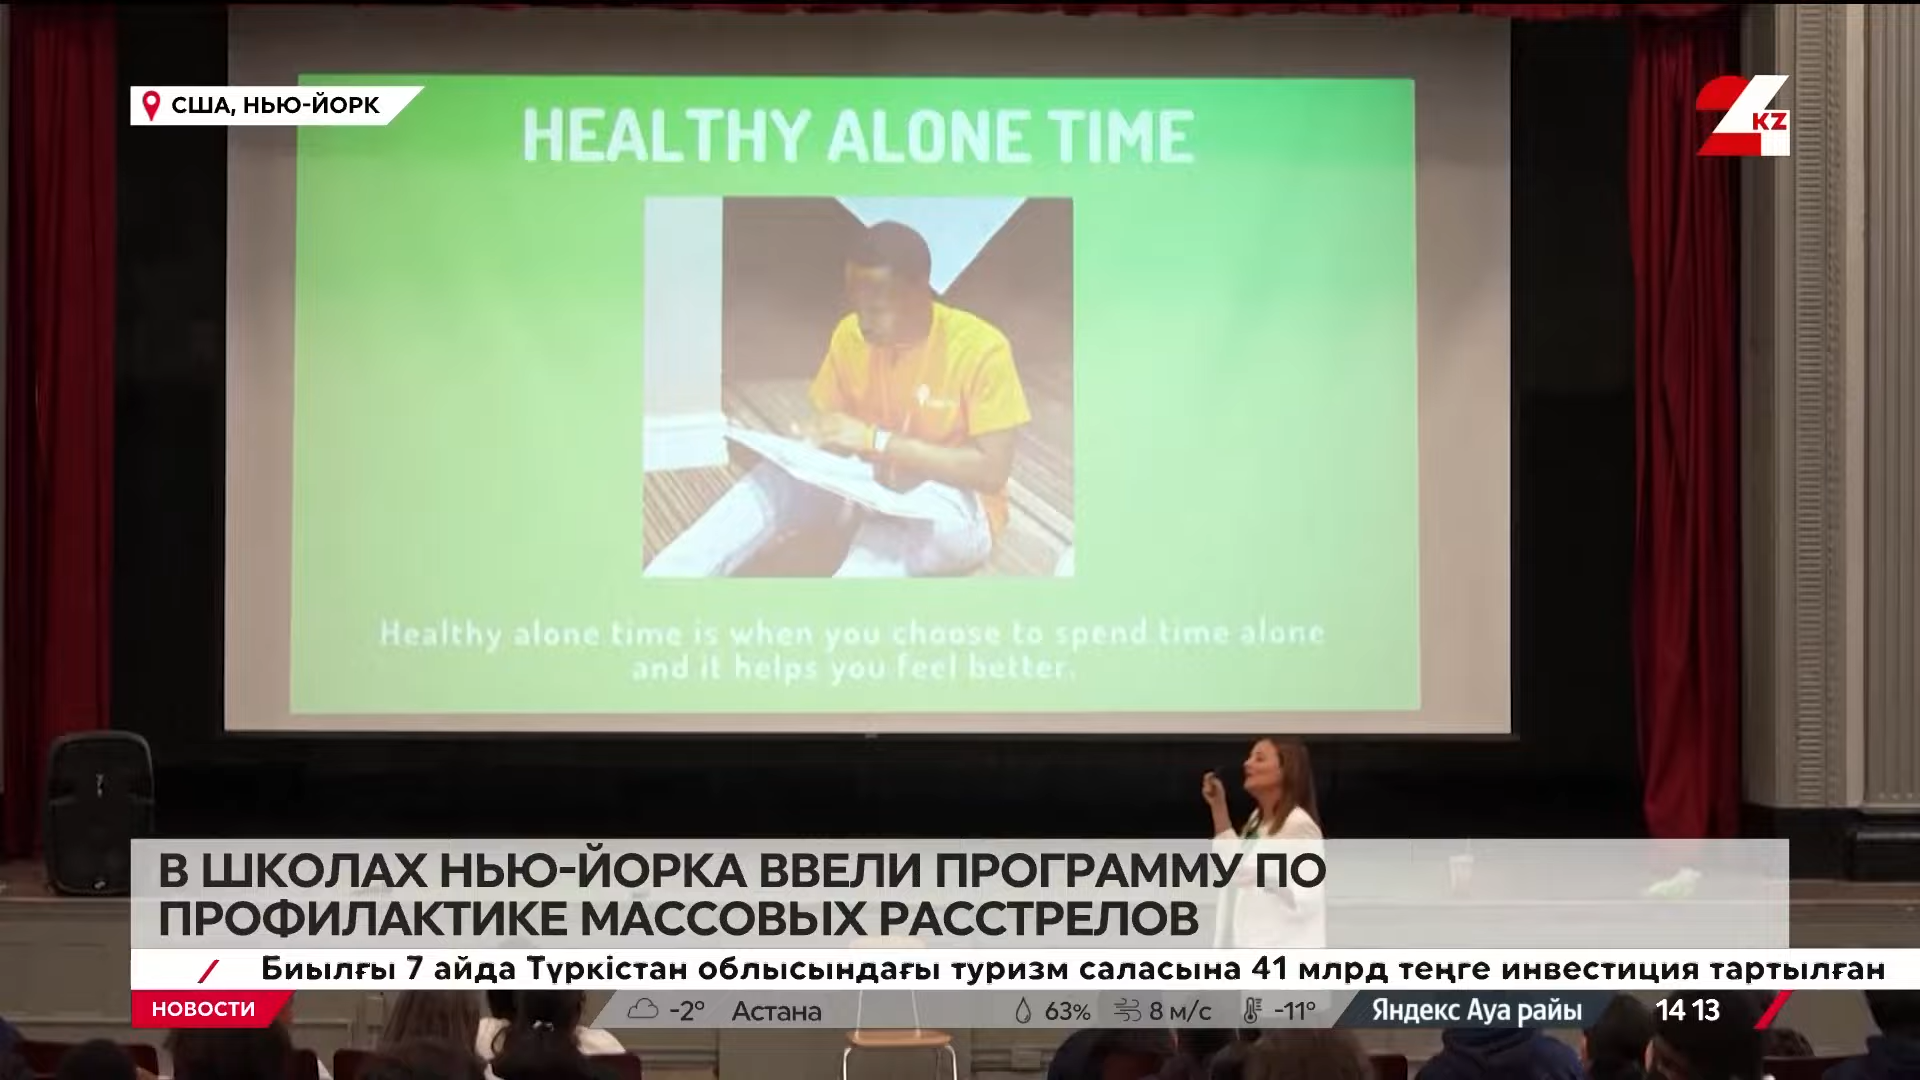 США, НЬЮ-ЙОРК
24 KZ
HEALTHY ALONE TIME
Healthy alone time is when you choose to spend time alone
and it helps you feel better.
В ШКОЛАХ НЬЮ-ЙОРКА ВВЕЛИ ПРОГРАММУ ПО
ПРОФИЛАКТИКЕ МАССОВЫХ РАССТРЕЛОВ
Биылғы 7 айда Түркістан облысындағы туризм саласына 41 млрд теңге инвестиция тартылған
НОВОСТИ
-2° Астана 63% 8 м/с -11° Яндекс Ауа райы 14 13